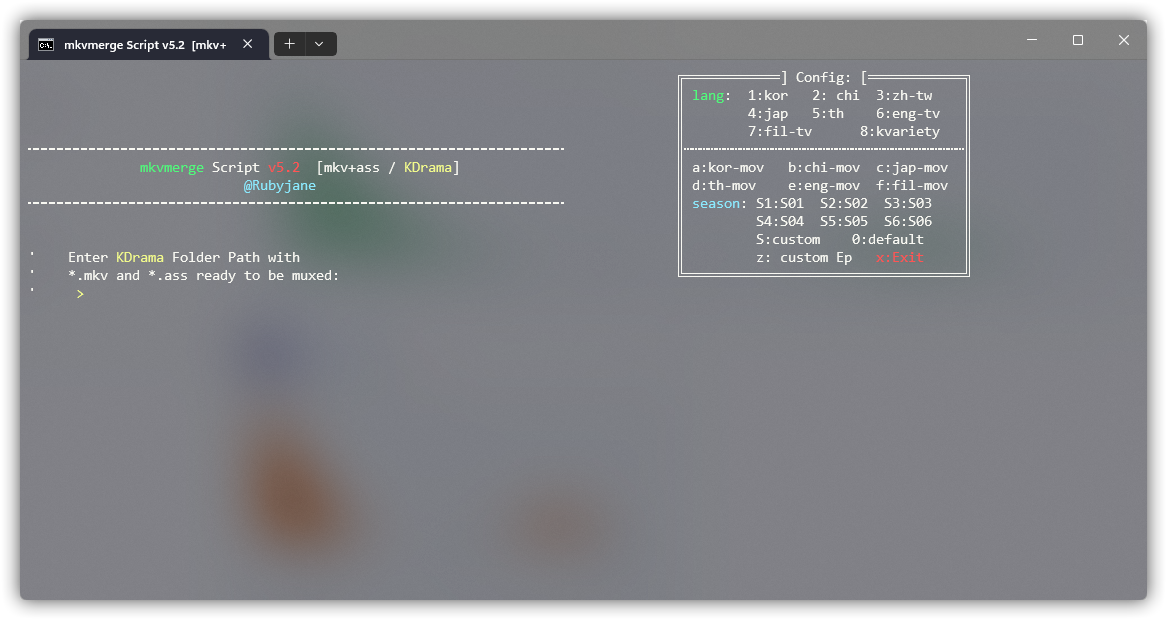 mkvmerge Script v5.2 [mkv+
] Config: [
lang: 1:kor 2: chi 3:zh-tw
4:jap 5:th 6:eng-tv
7:fil-tv 8:kvariety
a:kor-mov b:chi-mov c:jap-mov
d:th-mov e:eng-mov f:fil-mov
season: S1:S01 S2:S02 S3:S03
S4:S04 S5:S05 S6:S06
S:custom 0:default
z: custom Ep x:Exit
mkvmerge Script v5.2 [mkv+ass / KDrama]
@Rubyjane
' Enter KDrama Folder Path with
' *.mkv and *.ass ready to be muxed:
' >